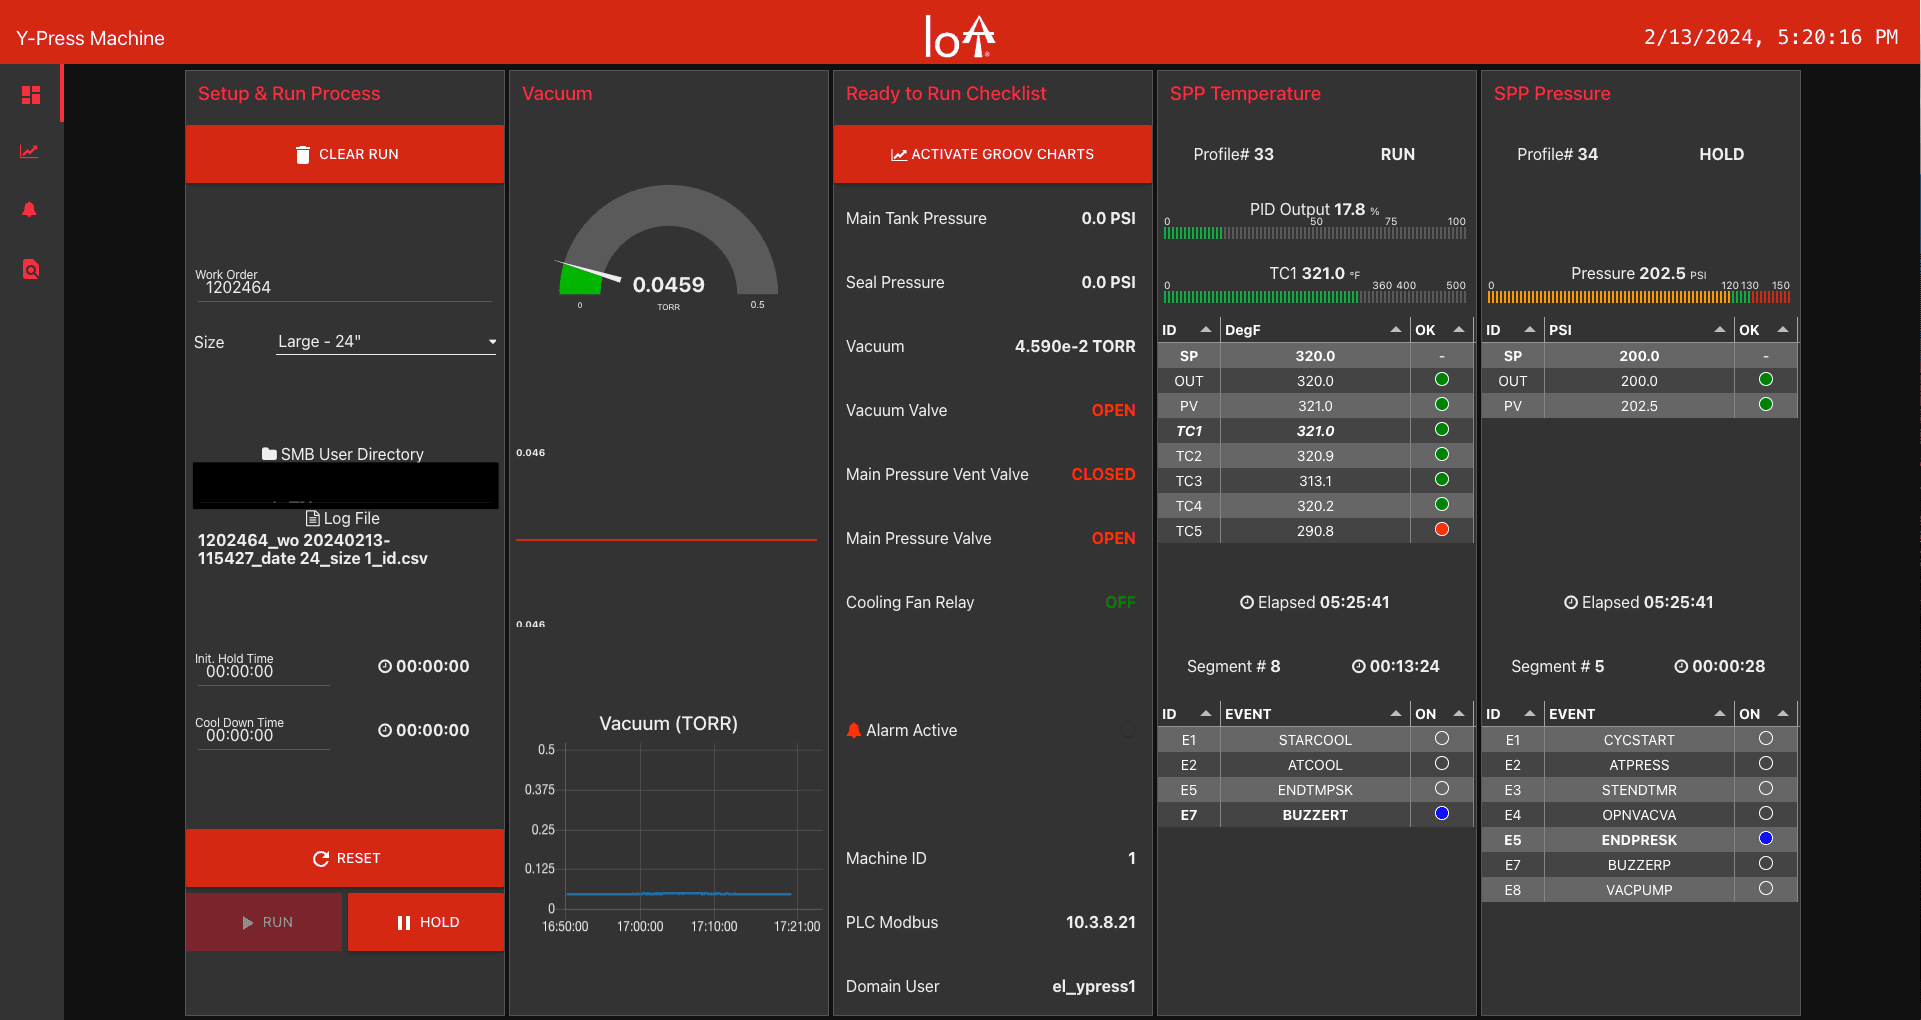 Y-Press Machine
IoA
2/13/2024, 5:20:16 PM
Setup & Run Process
CLEAR RUN
Work Order
1202464
Size
Large - 24"
SMB User Directory
Log File
1202464_wo 20240213-
115427_date 24_size 1_id.csv
Init. Hold Time
00:00:00
00:00:00
Cool Down Time
00:00:00
00:00:00
RESET
RUN
HOLD
Vacuum
0.0459
TORR
0
0.5
0.046
0.046
Vacuum (TORR)
0.5
0.375
0.25
0.125
0
16:50:00 17:00:00 17:10:00 17:21:00
Ready to Run Checklist
ACTIVATE GROOV CHARTS
Main Tank Pressure 0.0 PSI
Seal Pressure 0.0 PSI
Vacuum 4.590e-2 TORR
Vacuum Valve OPEN
Main Pressure Vent Valve CLOSED
Main Pressure Valve OPEN
Cooling Fan Relay OFF
Alarm Active
Machine ID 1
PLC Modbus 10.3.8.21
Domain User el_ypress1
SPP Temperature
Profile# 33 RUN
PID Output 17.8 %
0 50 75 100
TC1 321.0 °F
0 360 400 500
ID DegF OK
SP 320.0 -
OUT 320.0
PV 321.0
TC1 321.0
TC2 320.9
TC3 313.1
TC4 320.2
TC5 290.8
Elapsed 05:25:41
Segment # 8 00:13:24
ID EVENT ON
E1 STARCOOL
E2 ATCOOL
E5 ENDTMPSK
E7 BUZZERT
SPP Pressure
Profile# 34 HOLD
Pressure 202.5 PSI
0 120 130 150
ID PSI OK
SP 200.0 -
OUT 200.0
PV 202.5
Elapsed 05:25:41
Segment # 5 00:00:28
ID EVENT ON
E1 CYCSTART
E2 ATPRESS
E3 STENDTMR
E4 OPNVACVA
E5 ENDPRESK
E7 BUZZERP
E8 VACPUMP